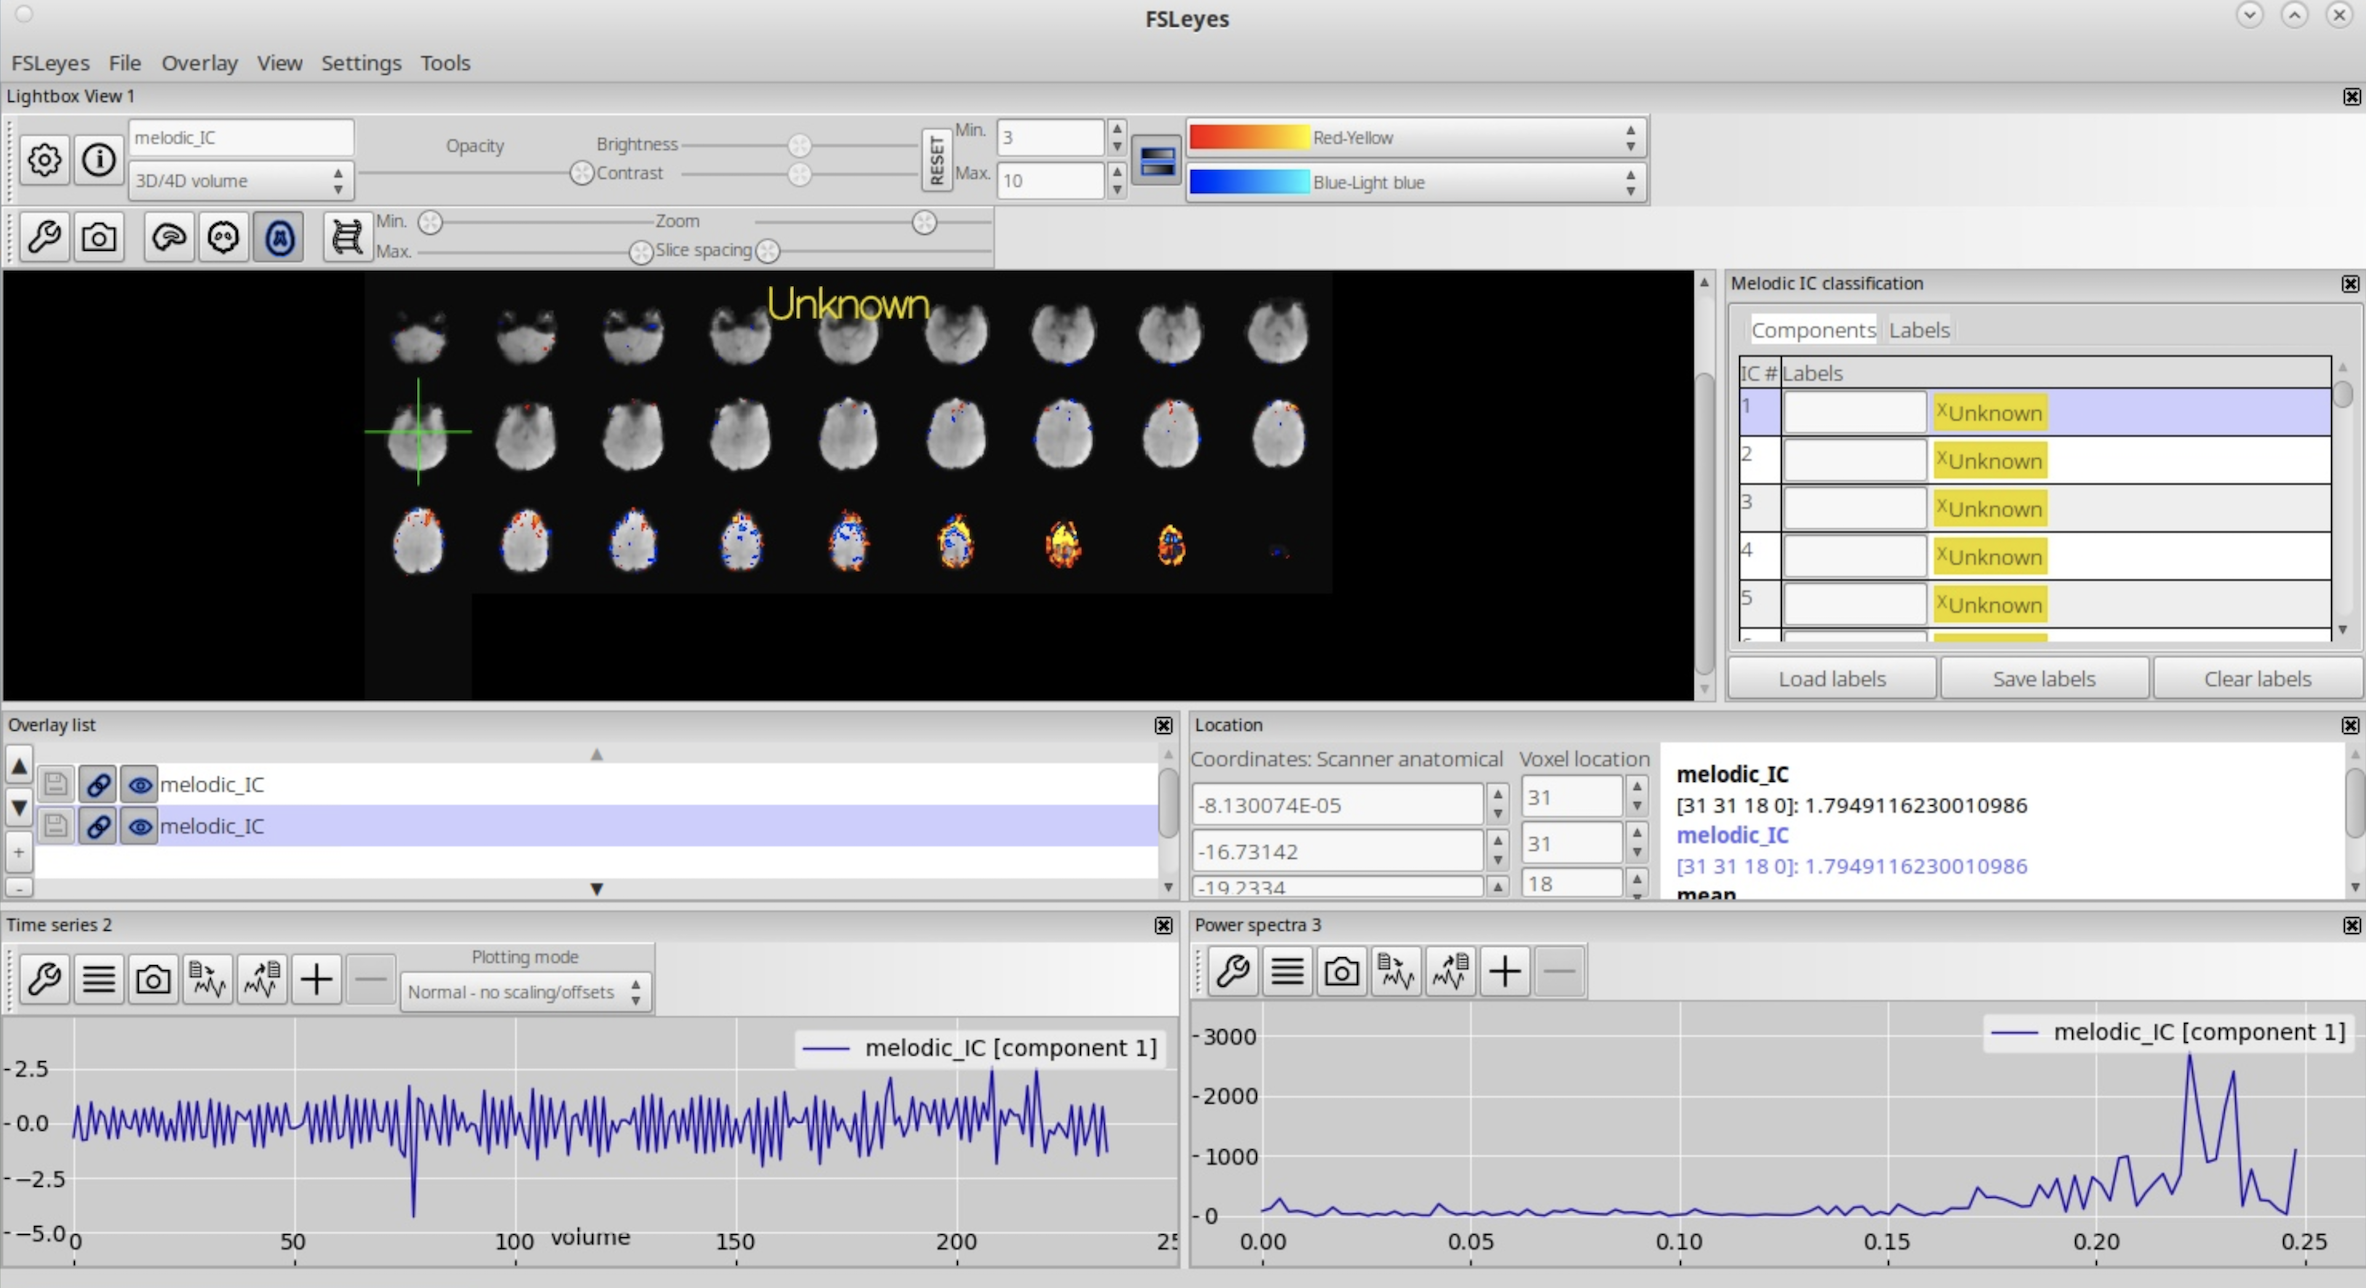 FSLeyes
FSLeyes File Overlay View Settings Tools
Lightbox View 1
melodic_IC
3D/4D volume
Opacity
Brightness
Contrast
RESET
Min. 3
Max. 10
Red-Yellow
Blue-Light blue
Min.
Max.
Zoom
Slice spacing
Unknown
Melodic IC classification
Components Labels
IC # Labels
1 xUnknown
2 xUnknown
3 xUnknown
4 xUnknown
5 xUnknown
Load labels Save labels Clear labels
Overlay list
melodic_IC
melodic_IC
+
-
Location
Coordinates: Scanner anatomical Voxel location
-8.130074E-05 31
-16.73142 31
-19.2334 18
melodic_IC
[31 31 18 0]: 1.7949116230010986
melodic_IC
[31 31 18 0]: 1.7949116230010986
mean
Time series 2
Plotting mode
Normal - no scaling/offsets
melodic_IC [component 1]
2.5
0.0
−2.5
−5.0
0 50 100 150 200 25
volume
Power spectra 3
melodic_IC [component 1]
3000
2000
1000
0
0.00 0.05 0.10 0.15 0.20 0.25